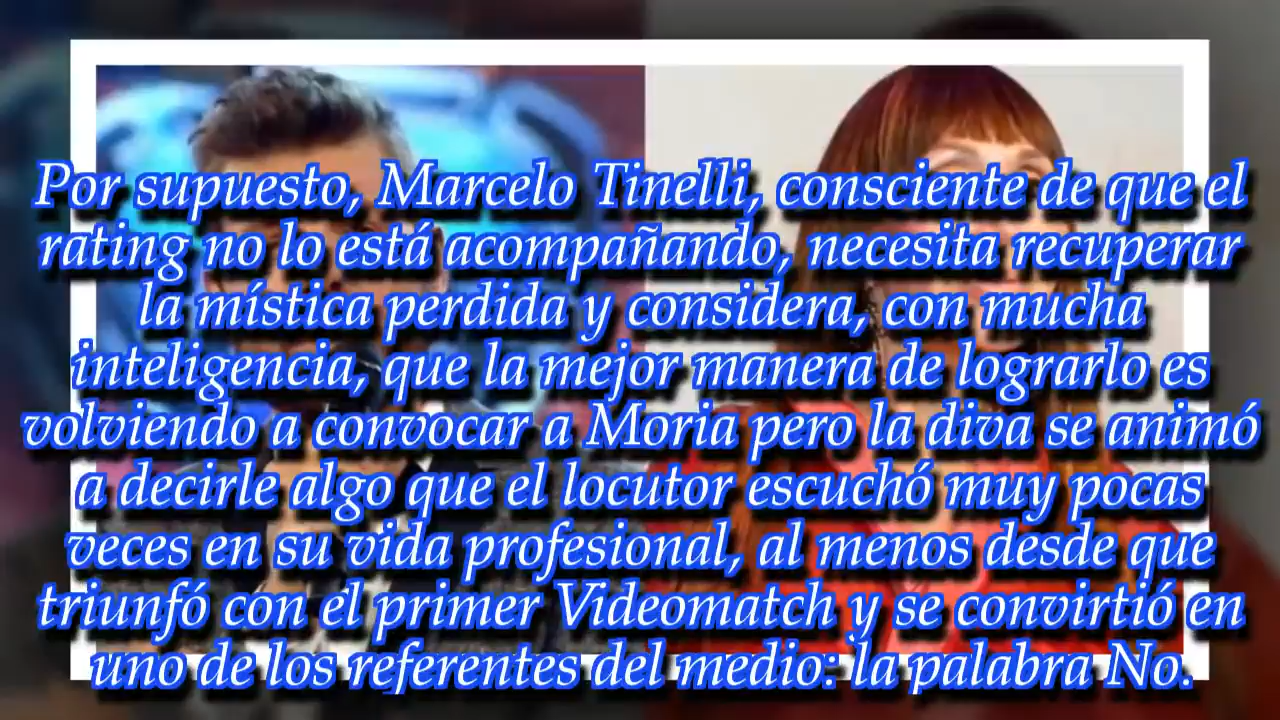 Por supuesto, Marcelo Tinelli, consciente de que el
rating no lo está acompañando, necesita recuperar
la mística perdida y considera, con mucha
inteligencia, que la mejor manera de lograrlo es
volviendo a convocar a Moria pero la diva se animó
a decirle algo que el locutor escuchó muy pocas
veces en su vida profesional, al menos desde que
triunfó con el primer Videomatch y se convirtió en
uno de los referentes del medio: la palabra No.